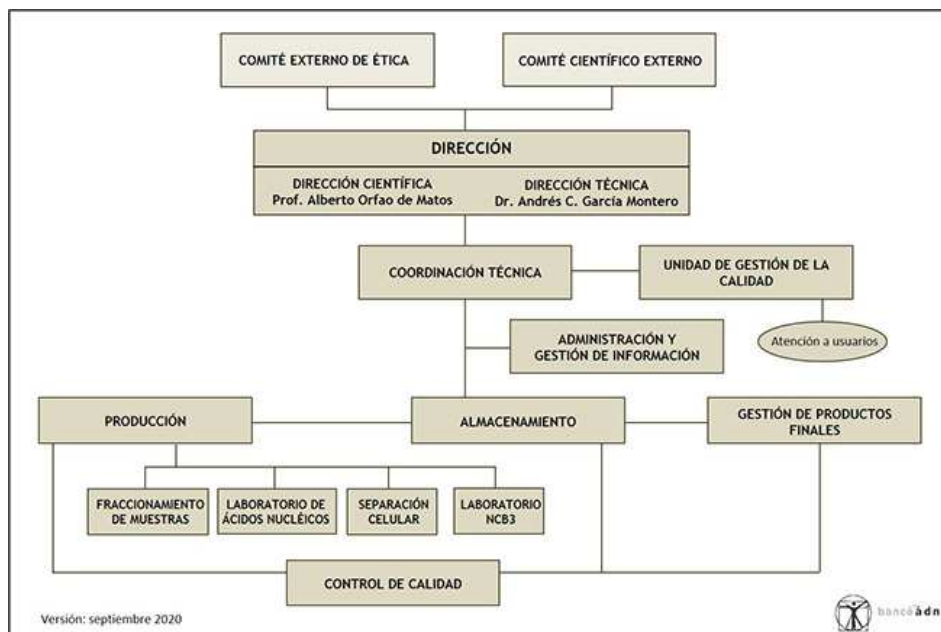 COMITÉ EXTERNO DE ÉTICA
COMITÉ CIENTÍFICO EXTERNO
DIRECCIÓN
DIRECCIÓN CIENTÍFICA
Prof. Alberto Orfao de Matos
DIRECCIÓN TÉCNICA
Dr. Andrés C. García Montero
COORDINACIÓN TÉCNICA
UNIDAD DE GESTIÓN DE LA
CALIDAD
Atención a usuarios
ADMINISTRACIÓN Y
GESTIÓN DE INFORMACIÓN
PRODUCCIÓN
ALMACENAMIENTO
GESTIÓN DE PRODUCTOS
FINALES
FRACCIONAMIENTO
DE MUESTRAS
LABORATORIO DE
ÁCIDOS NUCLÉICOS
SEPARACIÓN
CELULAR
LABORATORIO
NCB3
CONTROL DE CALIDAD
Versión: septiembre 2020
bancoadn